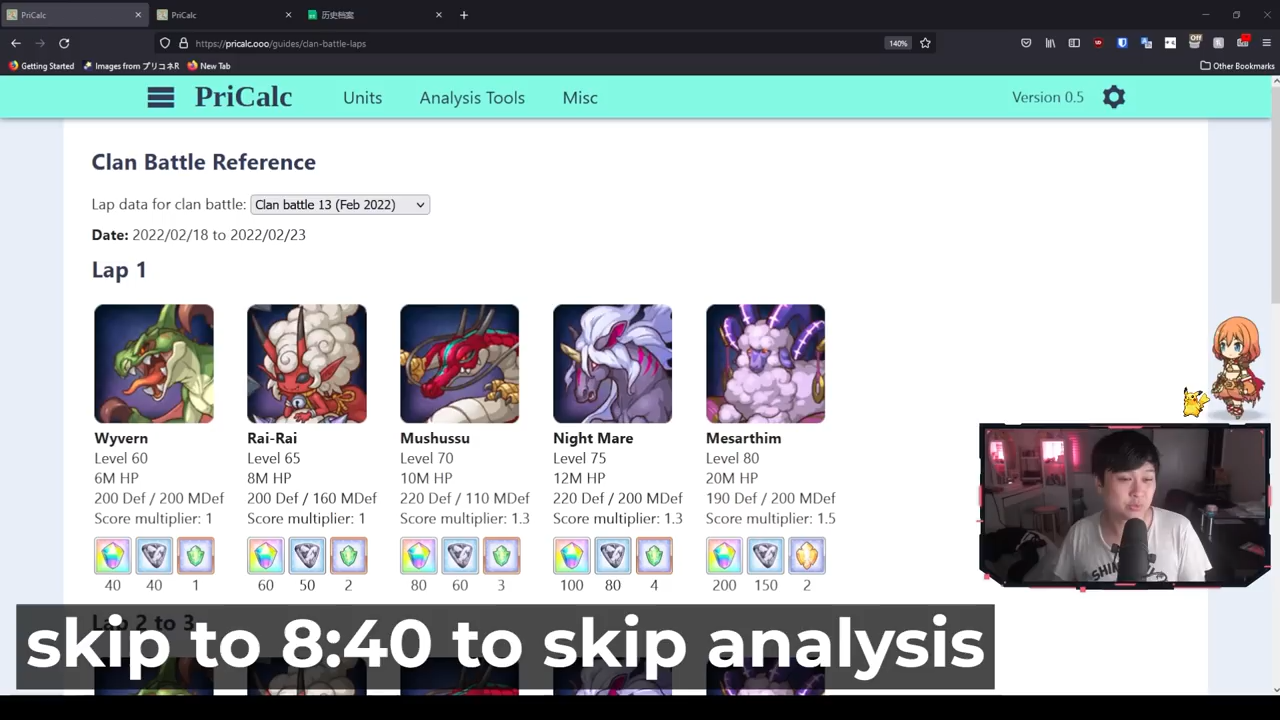 PriCalc
PriCalc
历史档案
https://pricalc.ooo/guides/clan-battle-laps
140%
Off
Getting Started
Images from プリコネR
New Tab
Other Bookmarks
PriCalc
Units
Analysis Tools
Misc
Version 0.5
Clan Battle Reference
Lap data for clan battle: Clan battle 13 (Feb 2022)
Date: 2022/02/18 to 2022/02/23
Lap 1
Wyvern
Level 60
6M HP
200 Def / 200 MDef
Score multiplier: 1
40 40 1
Rai-Rai
Level 65
8M HP
200 Def / 160 MDef
Score multiplier: 1
60 50 2
Mushussu
Level 70
10M HP
220 Def / 110 MDef
Score multiplier: 1.3
80 60 3
Night Mare
Level 75
12M HP
220 Def / 200 MDef
Score multiplier: 1.3
100 80 4
Mesarthim
Level 80
20M HP
190 Def / 200 MDef
Score multiplier: 1.5
200 150 2
Lap 2 to 3
skip to 8:40 to skip analysis